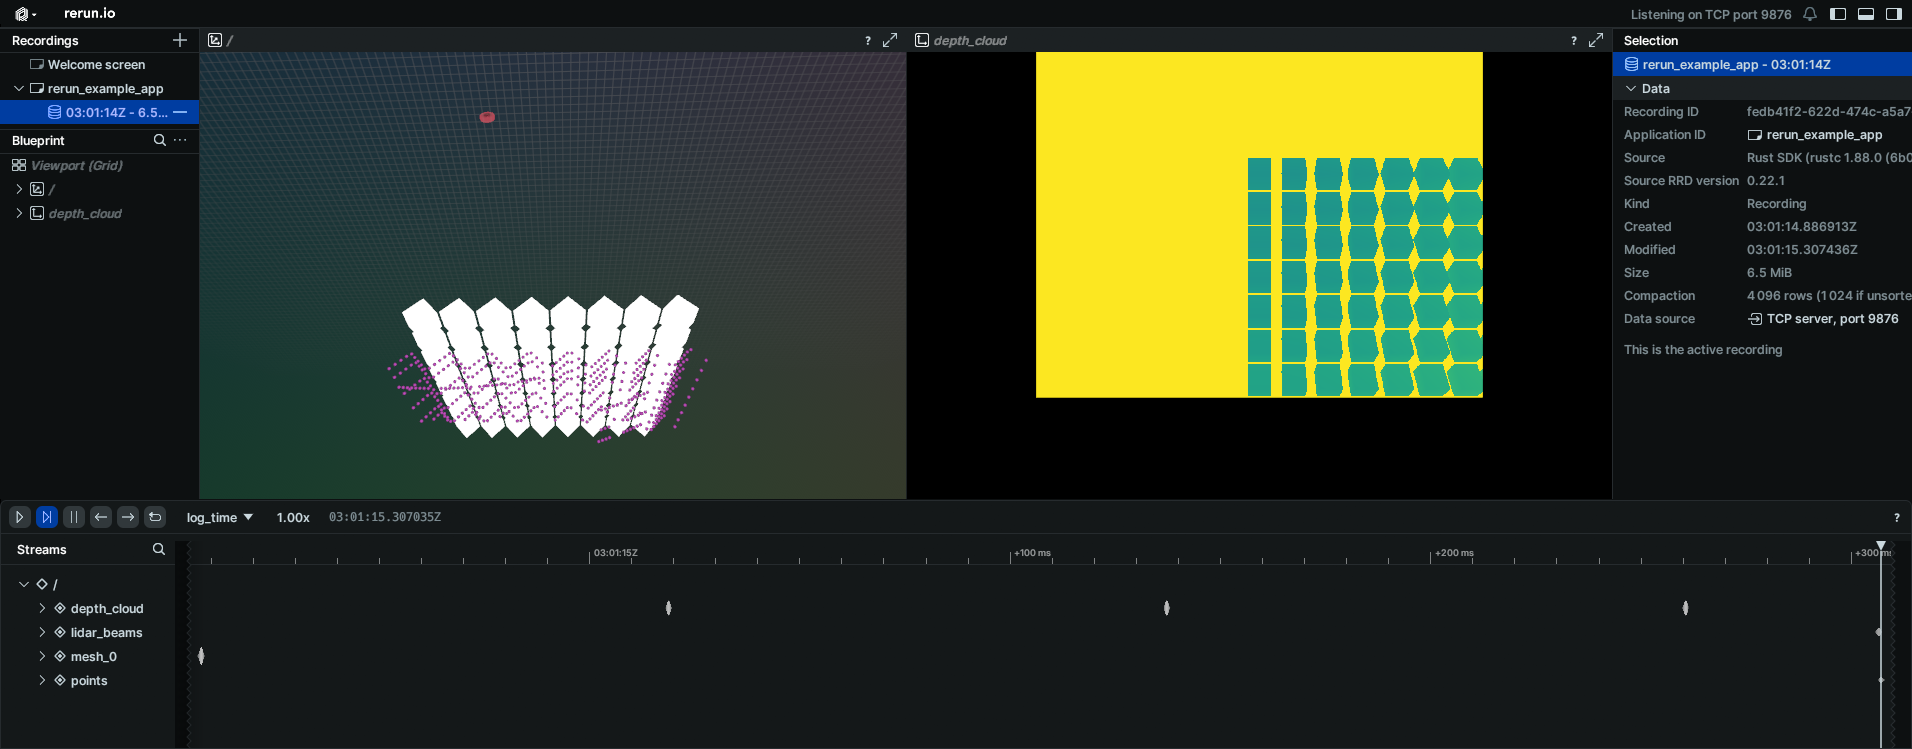 rerun.io
Listening on TCP port 9876
Recordings
Welcome screen
rerun_example_app
03:01:14Z - 6.5...
Blueprint
Viewport (Grid)
/
depth_cloud
/
?
depth_cloud
?
Selection
rerun_example_app - 03:01:14Z
Data
Recording ID fedb41f2-622d-474c-a5a7
Application ID rerun_example_app
Source Rust SDK (rustc 1.88.0 (6b0
Source RRD version 0.22.1
Kind Recording
Created 03:01:14.886913Z
Modified 03:01:15.307436Z
Size 6.5 MiB
Compaction 4 096 rows (1 024 if unsorte
Data source TCP server, port 9876
This is the active recording
log_time 1.00x 03:01:15.307035Z ?
Streams
03:01:15Z +100 ms +200 ms +300 ms
/
depth_cloud
lidar_beams
mesh_0
points